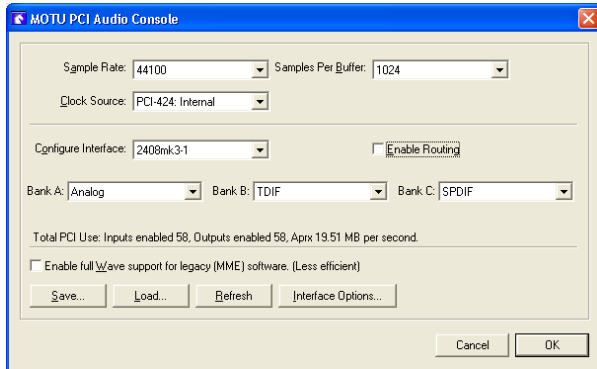 MOTU PCI Audio Console
Sample Rate: 44100 Samples Per Buffer: 1024
Clock Source: PCI-424: Internal
Configure Interface: 2408mk3-1 Enable Routing
Bank A: Analog Bank B: TDIF Bank C: SPDIF
Total PCI Use: Inputs enabled 58, Outputs enabled 58, Aprx 19.51 MB per second.
Enable full Wave support for legacy (MME) software. (Less efficient)
Save... Load... Refresh Interface Options...
Cancel OK